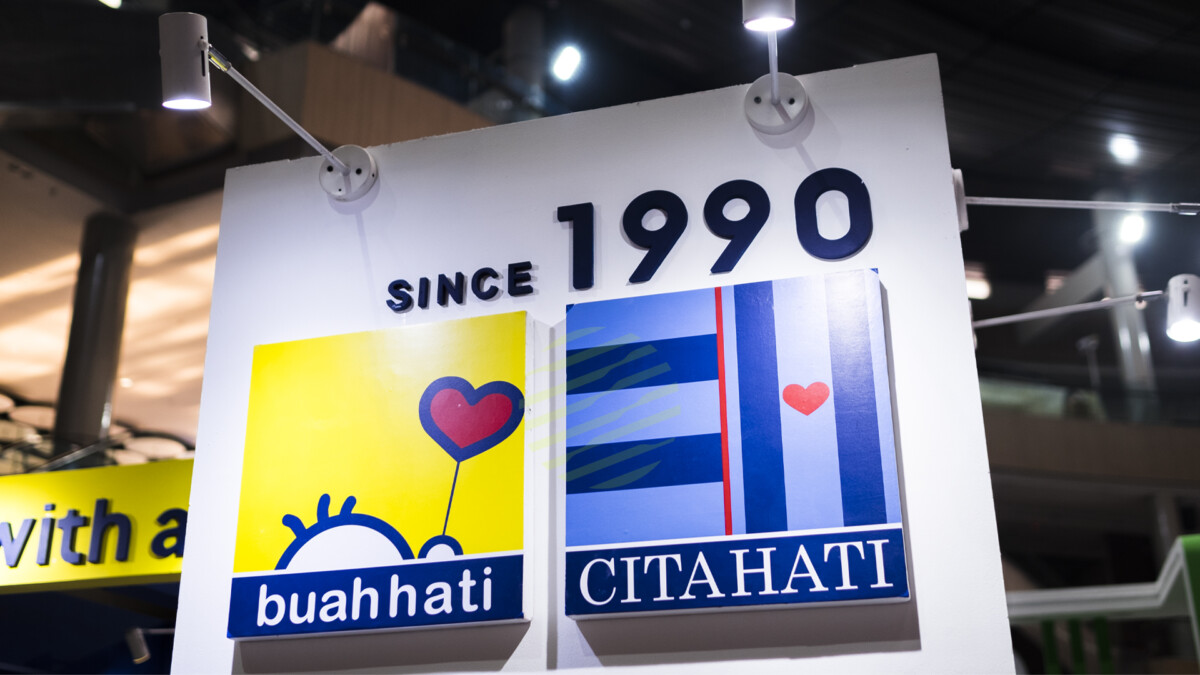 SINCE 1990
buahhati
CITAHATI
with a